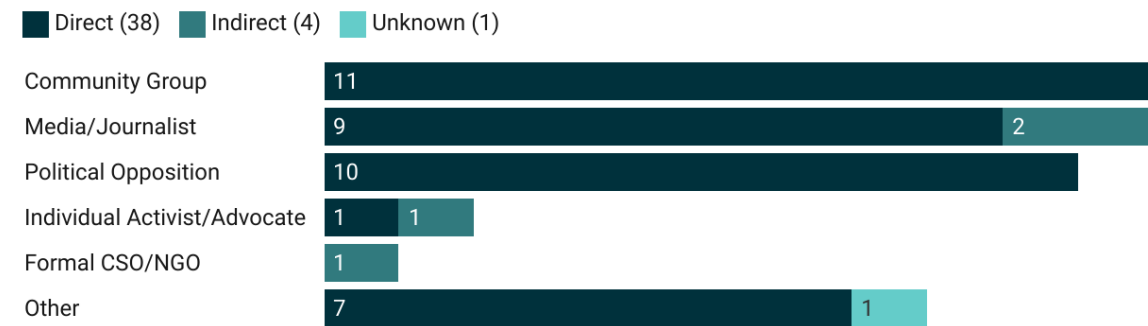 Direct (38) Indirect (4) Unknown (1)
Community Group 11
Media/Journalist 9 2
Political Opposition 10
Individual Activist/Advocate 1 1
Formal CSO/NGO 1
Other 7 1